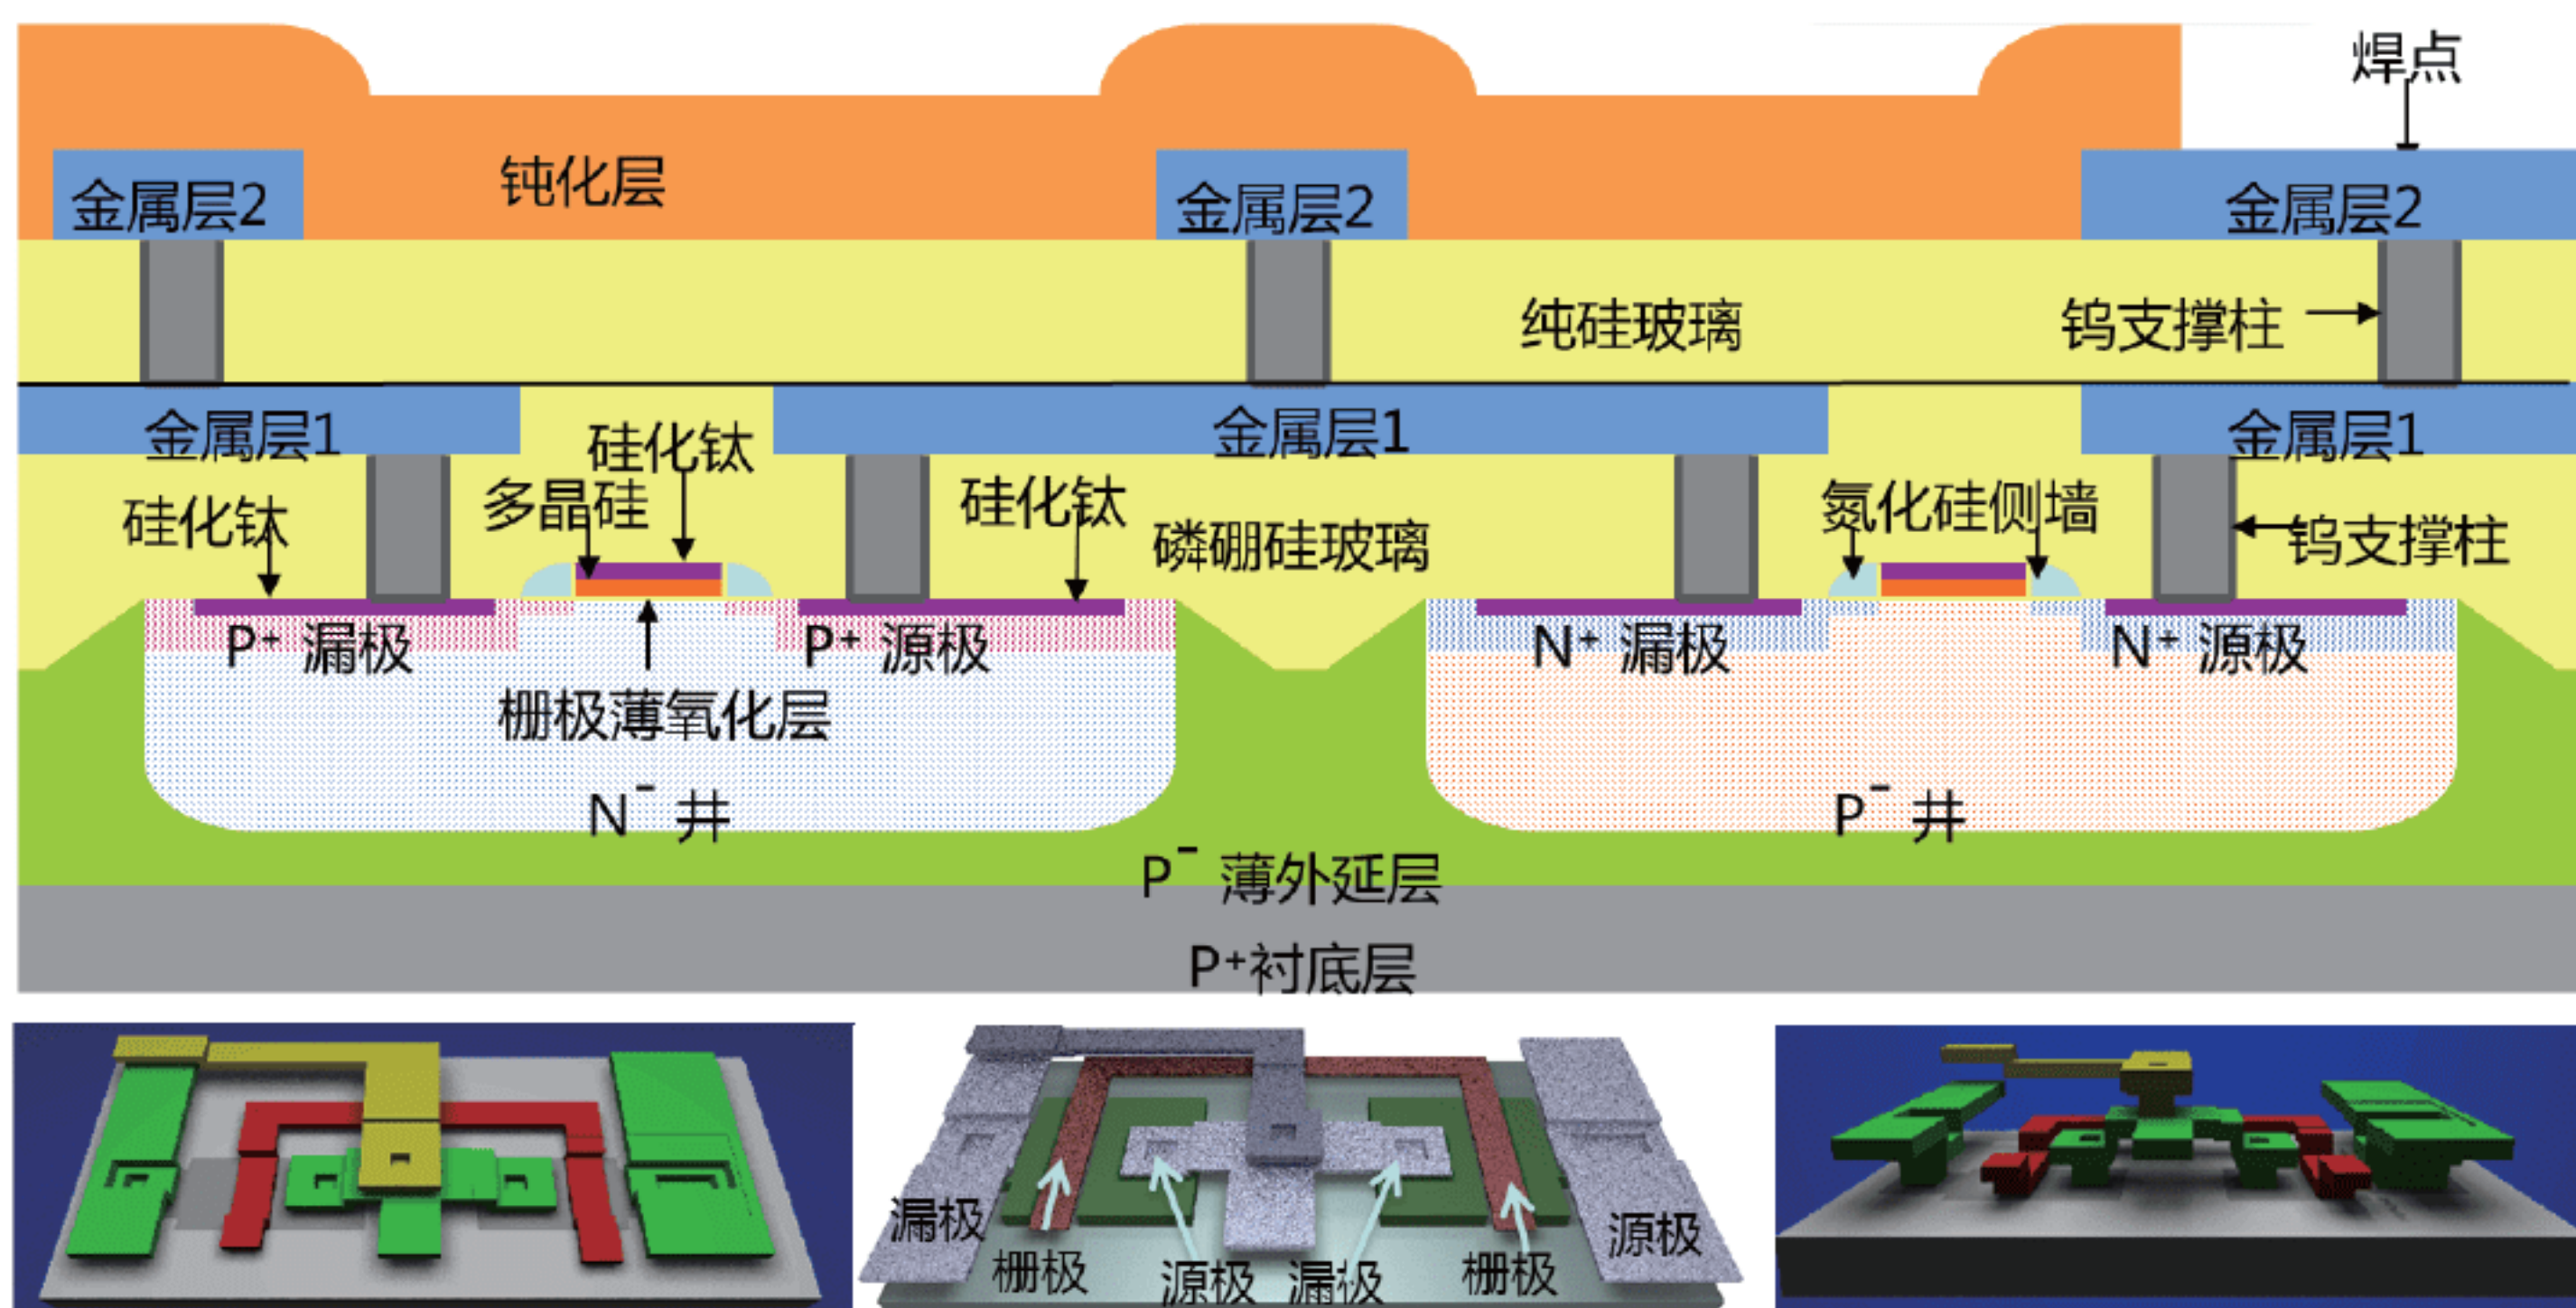 焊点
钝化层
金属层2
金属层2
金属层2
纯硅玻璃
钨支撑柱
金属层1
硅化钛
金属层1
金属层1
硅化钛
多晶硅
硅化钛
磷硼硅玻璃
氮化硅侧墙
钨支撑柱
P+ 漏极
P+ 源极
N+ 漏极
N+ 源极
栅极薄氧化层
N- 井
P- 井
P- 薄外延层
P+衬底层
漏极
栅极
源极
漏极
栅极
源极